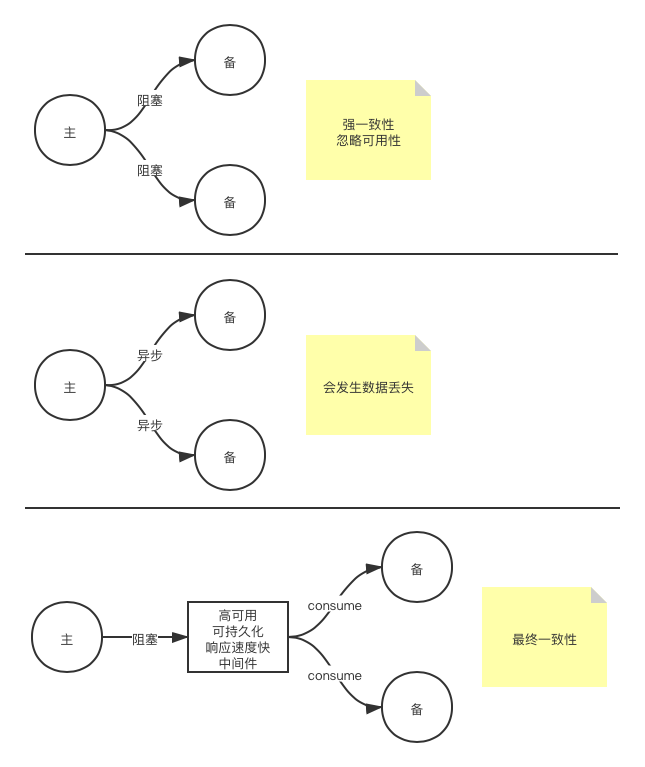 备
阻塞
主
阻塞
备
强一致性
忽略可用性
备
异步
主
异步
备
会发生数据丢失
备
consume
主
阻塞
高可用
可持久化
响应速度快
中间件
consume
备
最终一致性